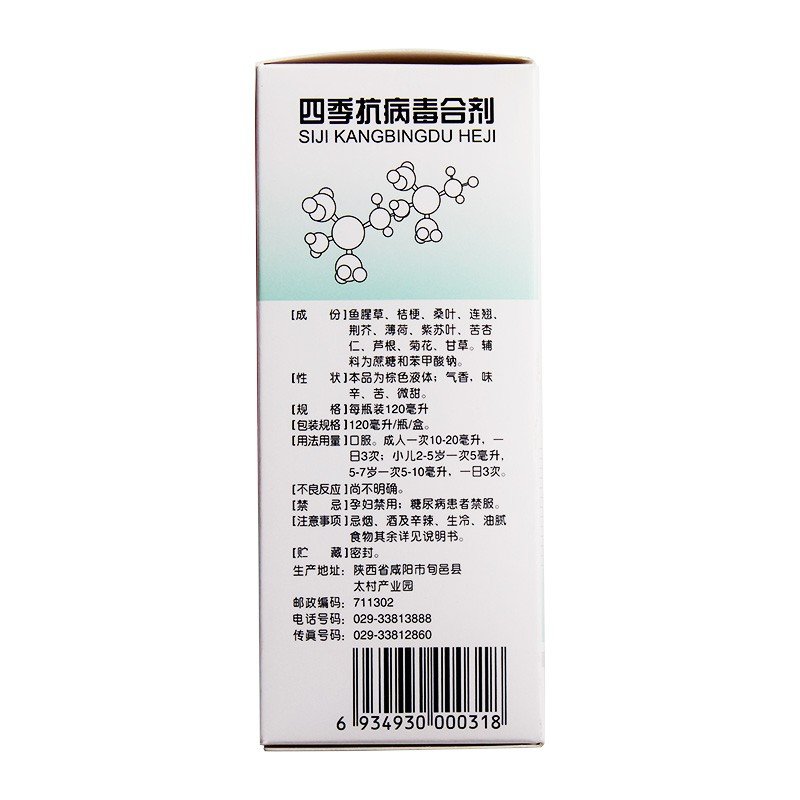 四季抗病毒合剂
SIJI KANGBINGDU HEJI
[成 份]鱼腥草、桔梗、桑叶、连翘、
荆芥、薄荷、紫苏叶、苦杏
仁、芦根、菊花、甘草。辅
料为蔗糖和苯甲酸钠。
[性 状]本品为棕色液体；气香，味
辛、苦、微甜。
[规 格]每瓶装120毫升
[包装规格]120毫升/瓶/盒。
[用法用量]口服。成人一次10-20毫升，一
日3次；小儿2-5岁一次5毫升，
5-7岁一次5-10毫升，一日3次。
[不良反应]尚不明确。
[禁 忌]孕妇禁用；糖尿病患者禁服。
[注意事项]忌烟、酒及辛辣、生冷、油腻
食物其余详见说明书。
[贮 藏]密封。
生产地址：陕西省咸阳市旬邑县
太村产业园
邮政编码：711302
电话号码：029-33813888
传真号码：029-33812860
6 934930 000318